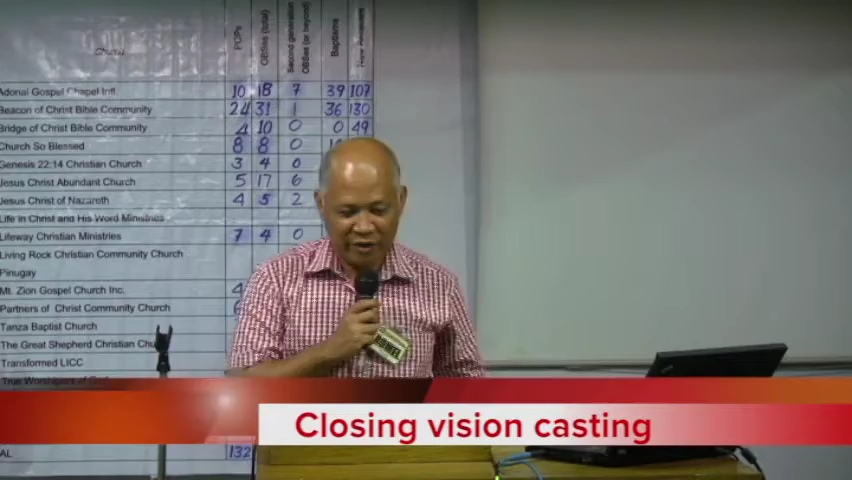 Church
POPs
OBSes (total)
Second generation
OBSes (or beyond)
Baptisms
Adonai Gospel Chapel Intl. 10 18 7 39 107
Beacon of Christ Bible Community 24 31 1 36 130
Bridge of Christ Bible Community 4 10 0 0 49
Church So Blessed 8 8 0
Genesis 22:14 Christian Church 3 4 0
Jesus Christ Abundant Church 5 17 6
Jesus Christ of Nazareth 4 5 2
Life in Christ and His Word Ministries
Lifeway Christian Ministries 7 4 0
Living Rock Christian Community Church
Pinugay
Mt. Zion Gospel Church Inc. 4
Partners of Christ Community Church
Tanza Baptist Church
The Great Shepherd Christian
Transformed LICC
True Worshipers of
132
ROMEL
Closing vision casting